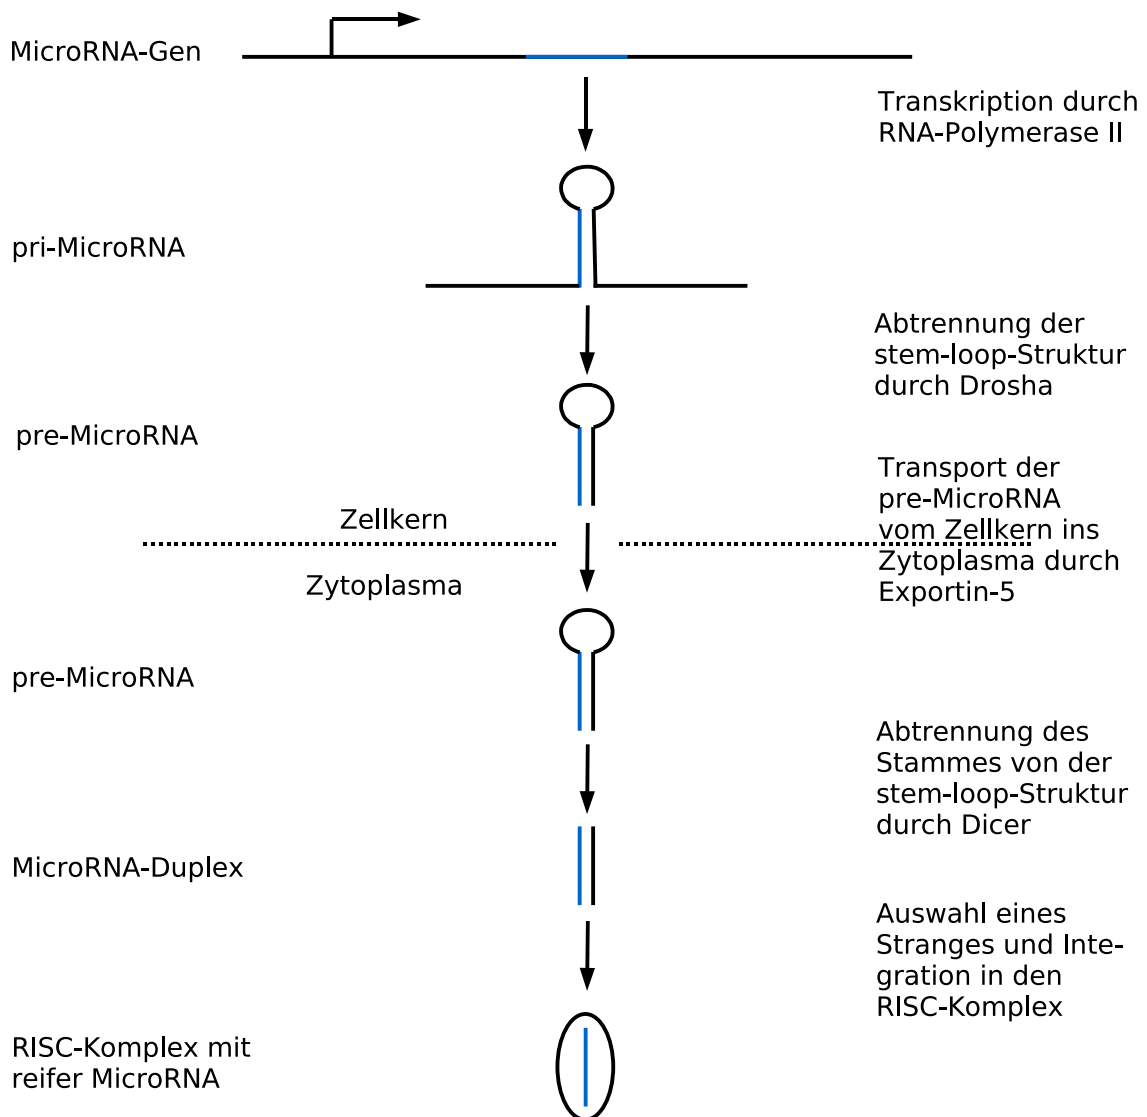 MicroRNA-Gen
Transkription durch
RNA-Polymerase II
pri-MicroRNA
Abtrennung der
stem-loop-Struktur
durch Drosha
pre-MicroRNA
Transport der
pre-MicroRNA
vom Zellkern ins
Zytoplasma durch
Exportin-5
Zellkern
Zytoplasma
pre-MicroRNA
Abtrennung des
Stammes von der
stem-loop-Struktur
durch Dicer
MicroRNA-Duplex
Auswahl eines
Stranges und Inte-
gration in den
RISC-Komplex
RISC-Komplex mit
reifer MicroRNA